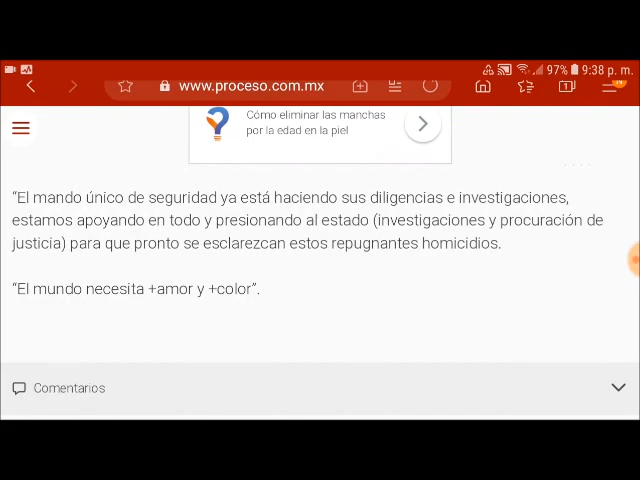 97% 9:38 p. m.
www.proceso.com.mx
1
N
Cómo eliminar las manchas
por la edad en la piel
“El mando único de seguridad ya está haciendo sus diligencias e investigaciones,
estamos apoyando en todo y presionando al estado (investigaciones y procuración de
justicia) para que pronto se esclarezcan estos repugnantes homicidios.
“El mundo necesita +amor y +color”.
Comentarios